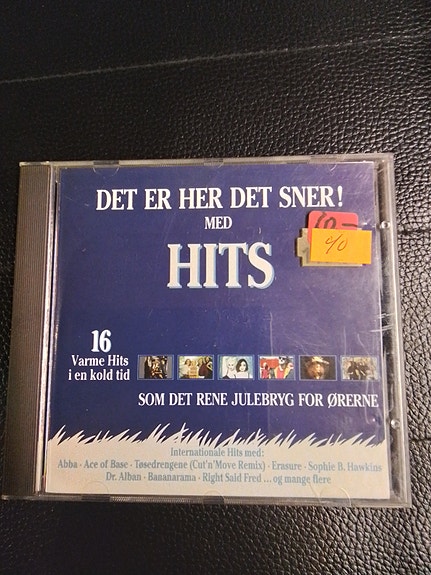 DET ER HER DET SNER!
MED
HITS
10,-
40
16
Varme Hits
i en kold tid
SOM DET RENE JULEBRYG FOR ØRERNE
Internationale Hits med:
Abba · Ace of Base · Tøsedrengene (Cut'n'Move Remix) · Erasure · Sophie B. Hawkins
Dr. Alban · Bananarama · Right Said Fred ... og mange flere